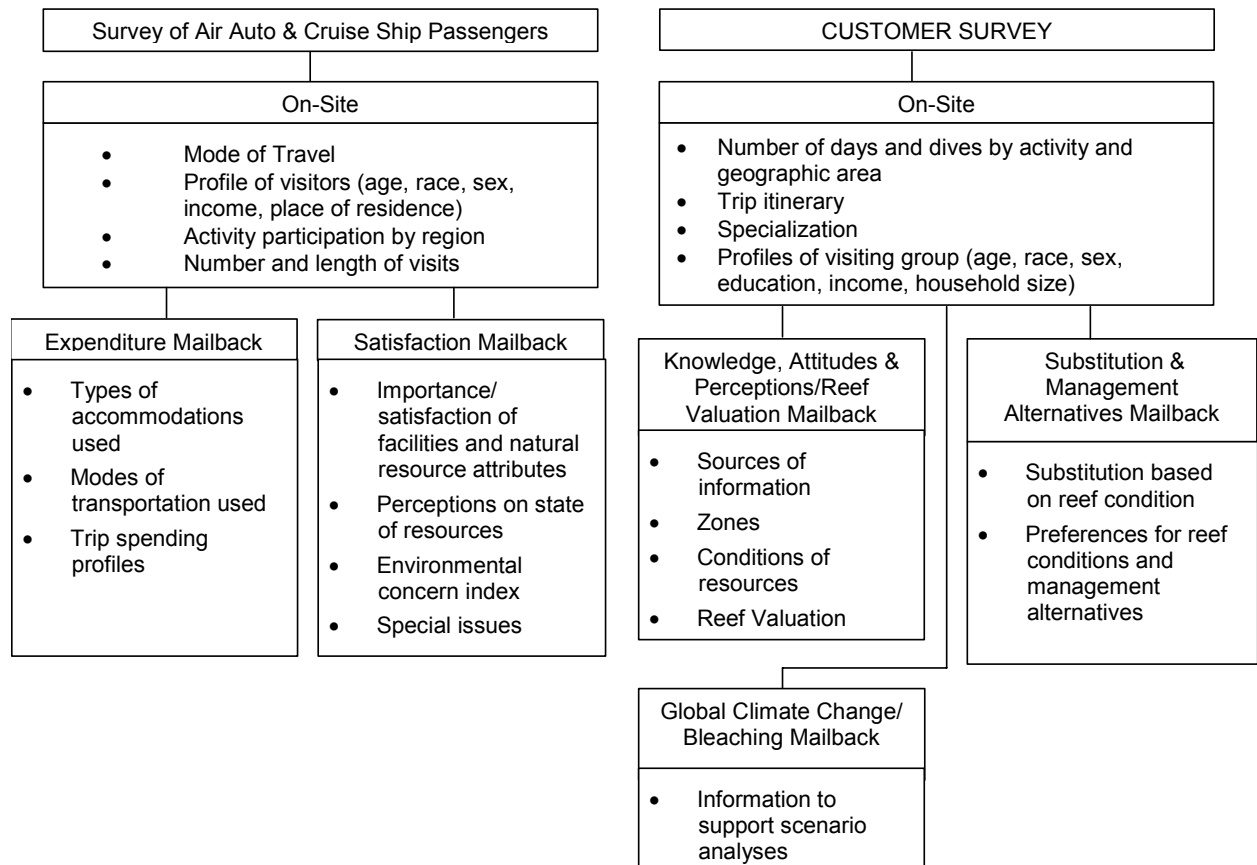 Survey of Air Auto & Cruise Ship Passengers
On-Site
• Mode of Travel
• Profile of visitors (age, race, sex,
income, place of residence)
• Activity participation by region
• Number and length of visits
Expenditure Mailback
• Types of
accommodations
used
• Modes of
transportation used
• Trip spending
profiles
Satisfaction Mailback
• Importance/
satisfaction of
facilities and natural
resource attributes
• Perceptions on state
of resources
• Environmental
concern index
• Special issues
CUSTOMER SURVEY
On-Site
• Number of days and dives by activity and
geographic area
• Trip itinerary
• Specialization
• Profiles of visiting group (age, race, sex,
education, income, household size)
Knowledge, Attitudes &
Perceptions/Reef
Valuation Mailback
• Sources of
information
• Zones
• Conditions of
resources
• Reef Valuation
Substitution &
Management
Alternatives Mailback
• Substitution based
on reef condition
• Preferences for reef
conditions and
management
alternatives
Global Climate Change/
Bleaching Mailback
• Information to
support scenario
analyses